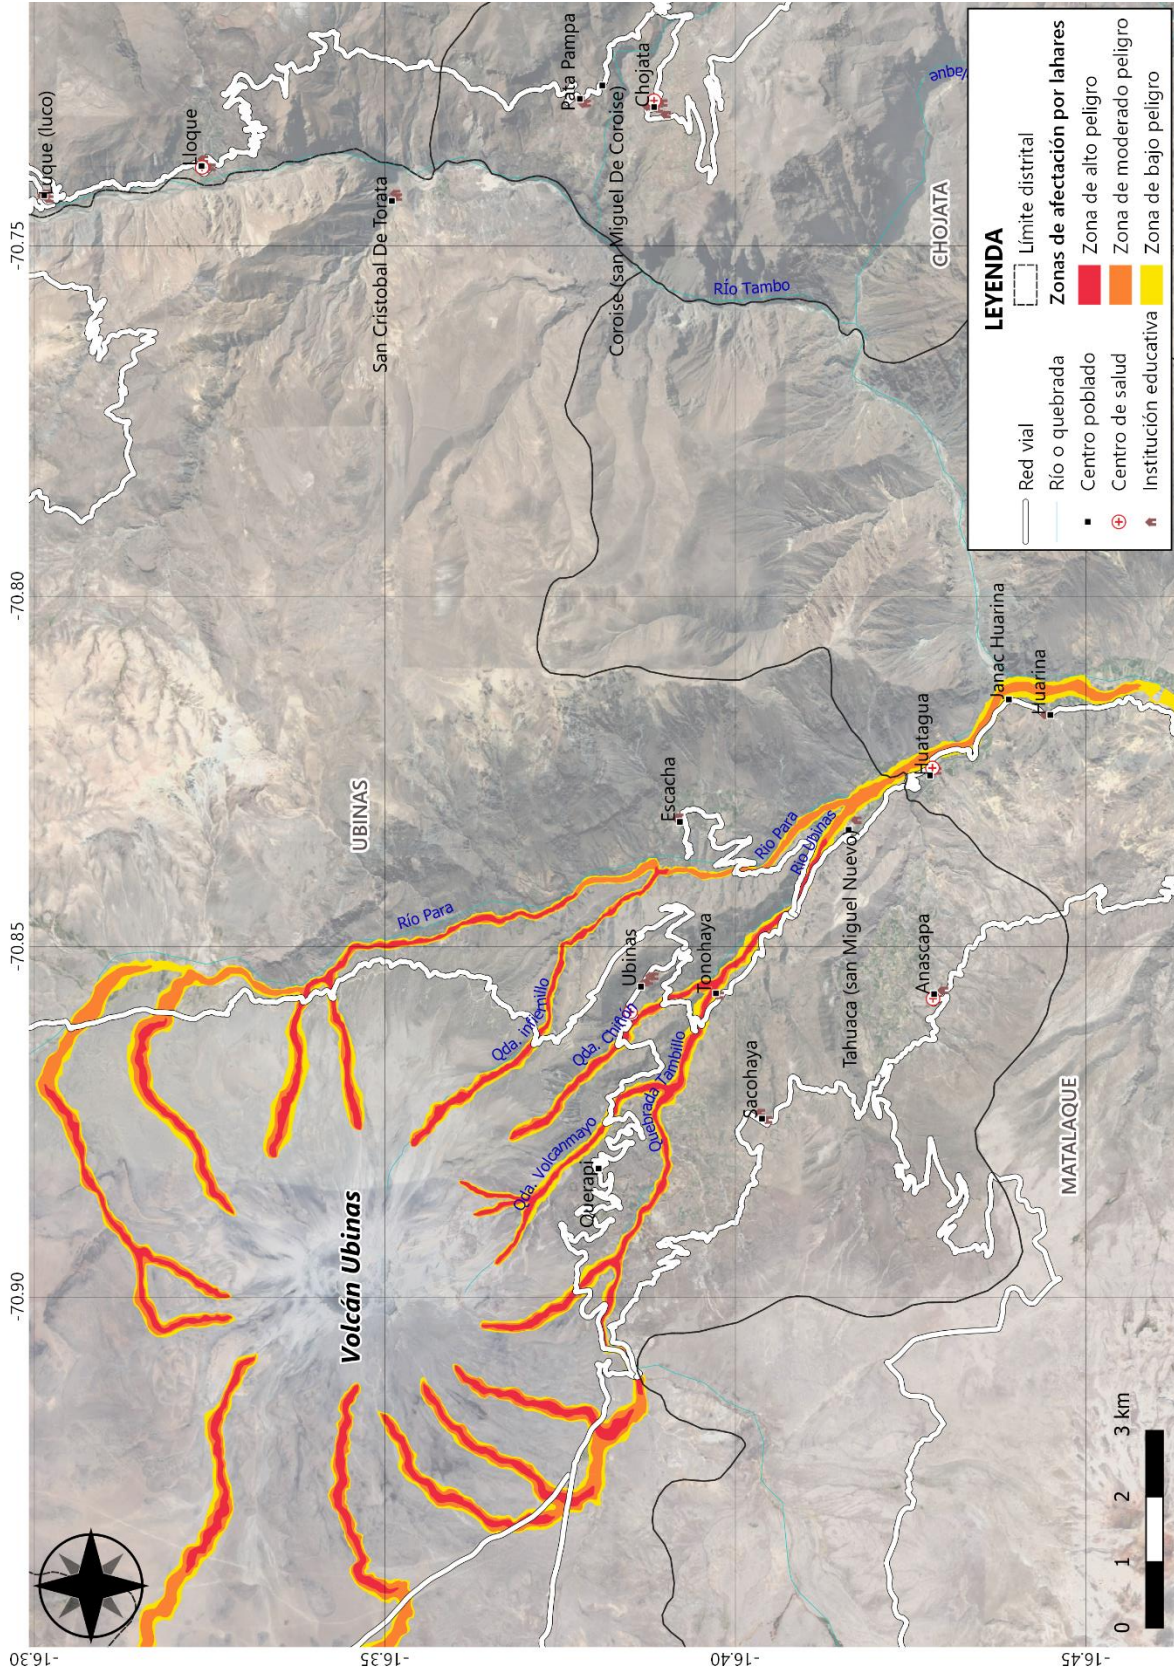 -70.90
-70.85
-70.80
-70.75
-16.30
-16.35
-16.40
-16.45
Luque (luco)
Lloque
Volcán Ubinas
UBINAS
San Cristobal De Torata
Río Para
Qda. infiernillo
Qda. Volcanmayo
Qda. Chiflón
Querapi
Ubinas
Escacha
Pata Pampa
Quebrada Tambillo
Tonohaya
Coroise (san Miguel De Coroise)
Chojata
Sacohaya
Río Para
Río Ubinas
Río Tambo
Tahuaca (san Miguel Nuevo)
Anascapa
Huatagua
CHOJATA
Janac Huarina
Huarina
MATALAQUE
0 1 2 3 km
LEYENDA
Red vial
Límite distrital
Río o quebrada
Zonas de afectación por lahares
Centro poblado
Zona de alto peligro
Centro de salud
Zona de moderado peligro
Institución educativa
Zona de bajo peligro